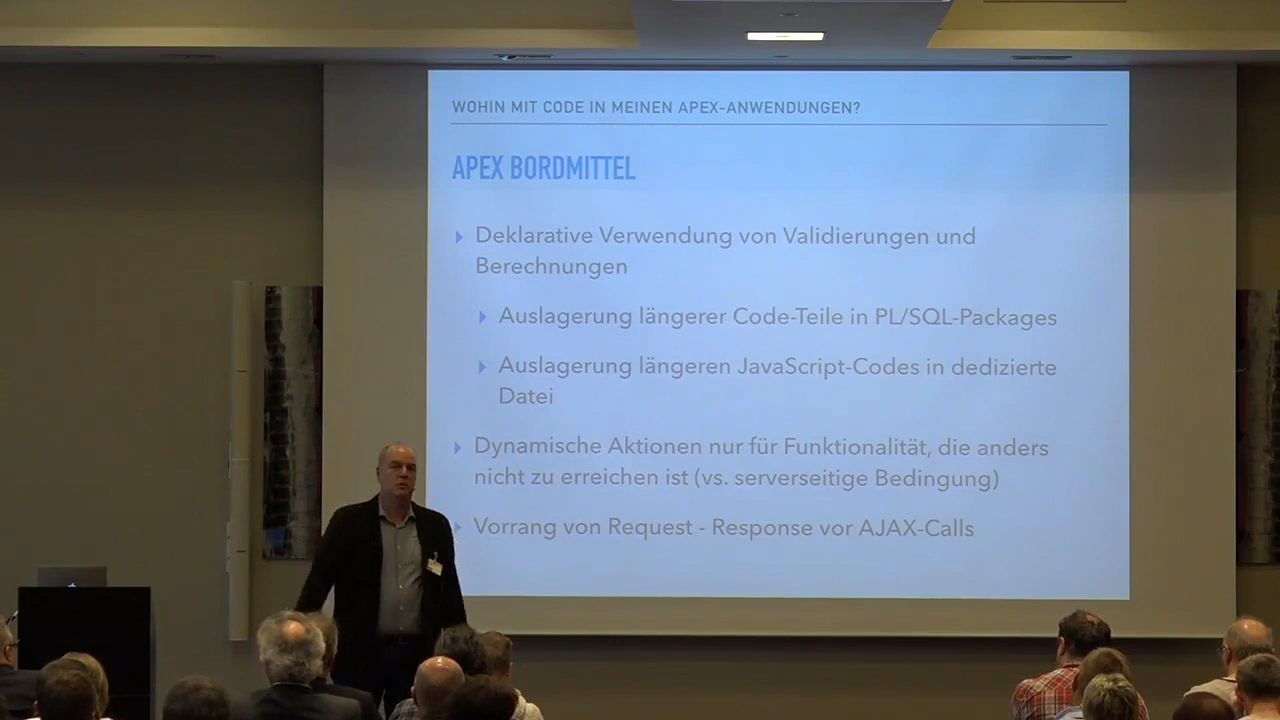 WOHIN MIT CODE IN MEINEN APEX-ANWENDUNGEN?
APEX BORDMITTEL
Deklarative Verwendung von Validierungen und
Berechnungen
Auslagerung längerer Code-Teile in PL/SQL-Packages
Auslagerung längeren JavaScript-Codes in dedizierte
Datei
Dynamische Aktionen nur für Funktionalität, die anders
nicht zu erreichen ist (vs. serverseitige Bedingung)
Vorrang von Request - Response vor AJAX-Calls